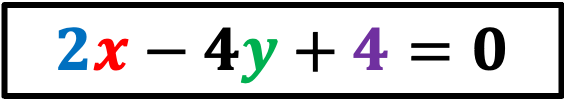 2x − 4y + 4 = 0